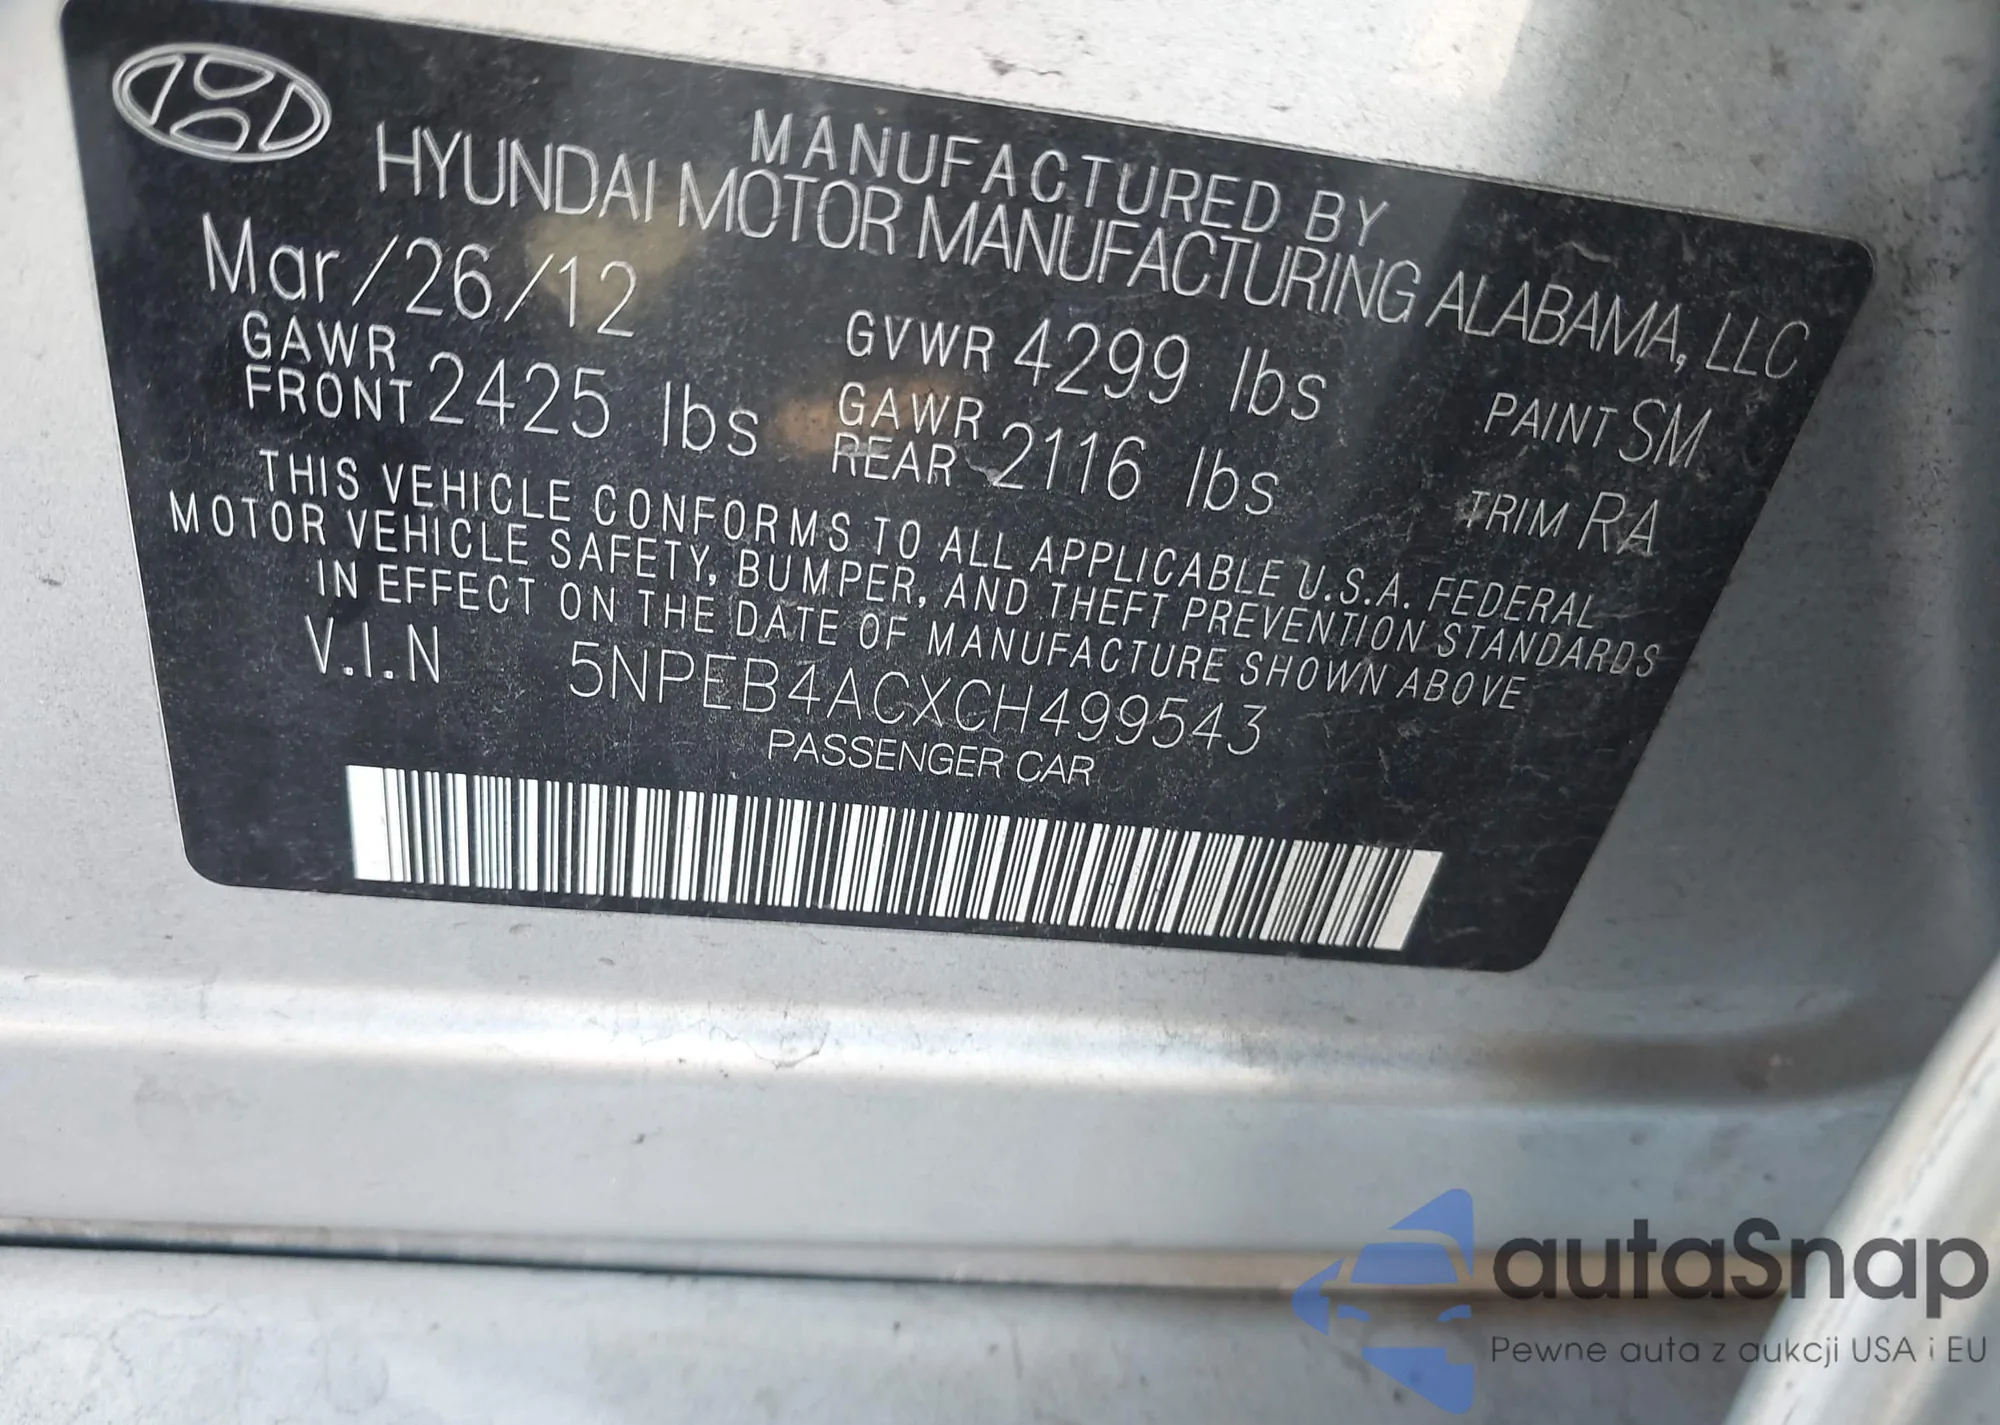 MANUFACTURED BY
HYUNDAI MOTOR MANUFACTURING ALABAMA, LLC
Mar/26/12 GVWR 4299 lbs PAINT SM
GAWR FRONT 2425 lbs GAWR REAR 2116 lbs TRIM RA
THIS VEHICLE CONFORMS TO ALL APPLICABLE U.S.A. FEDERAL
MOTOR VEHICLE SAFETY, BUMPER, AND THEFT PREVENTION STANDARDS
IN EFFECT ON THE DATE OF MANUFACTURE SHOWN ABOVE
V.I.N 5NPEB4ACXCH499543
PASSENGER CAR
autaSnap
Pewne auta z aukcji USA i EU